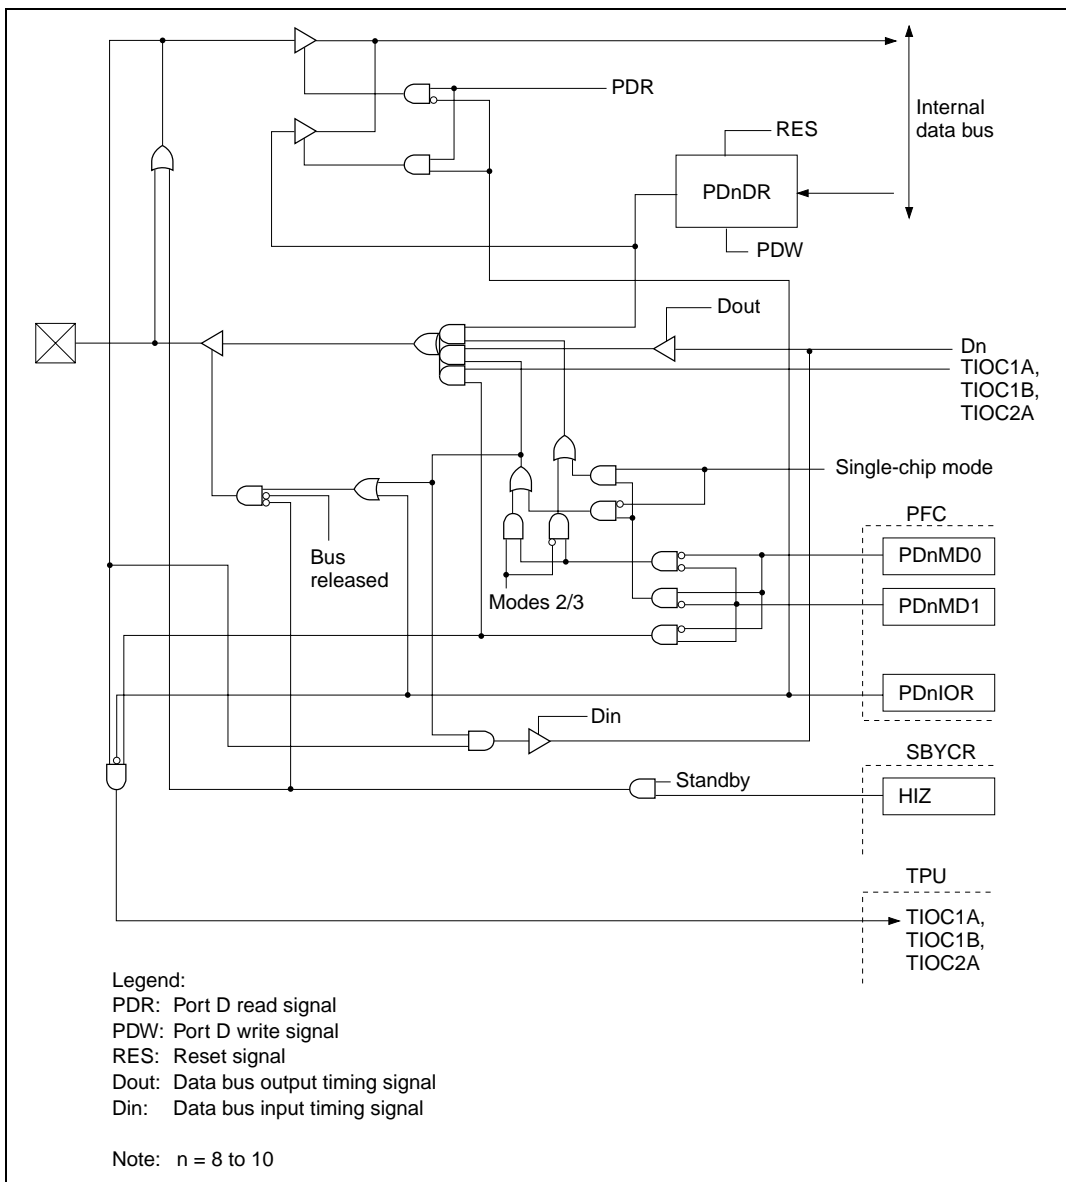 PDR
Internal
data bus
RES
PDnDR
PDW
Dout
Dn
TIOC1A,
TIOC1B,
TIOC2A
Single-chip mode
PFC
PDnMD0
Bus
released
Modes 2/3
PDnMD1
PDnIOR
Din
SBYCR
Standby
HIZ
TPU
TIOC1A,
TIOC1B,
TIOC2A
Legend:
PDR: Port D read signal
PDW: Port D write signal
RES: Reset signal
Dout: Data bus output timing signal
Din: Data bus input timing signal
Note: n = 8 to 10